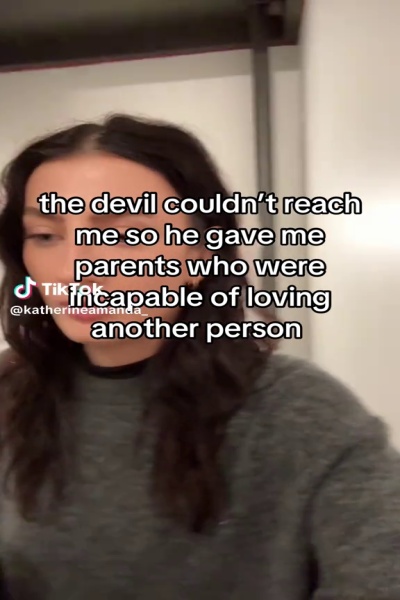 the devil couldn't reach
me so he gave me
parents who were
incapable of loving
another person
TikTok
@katherineamanda_